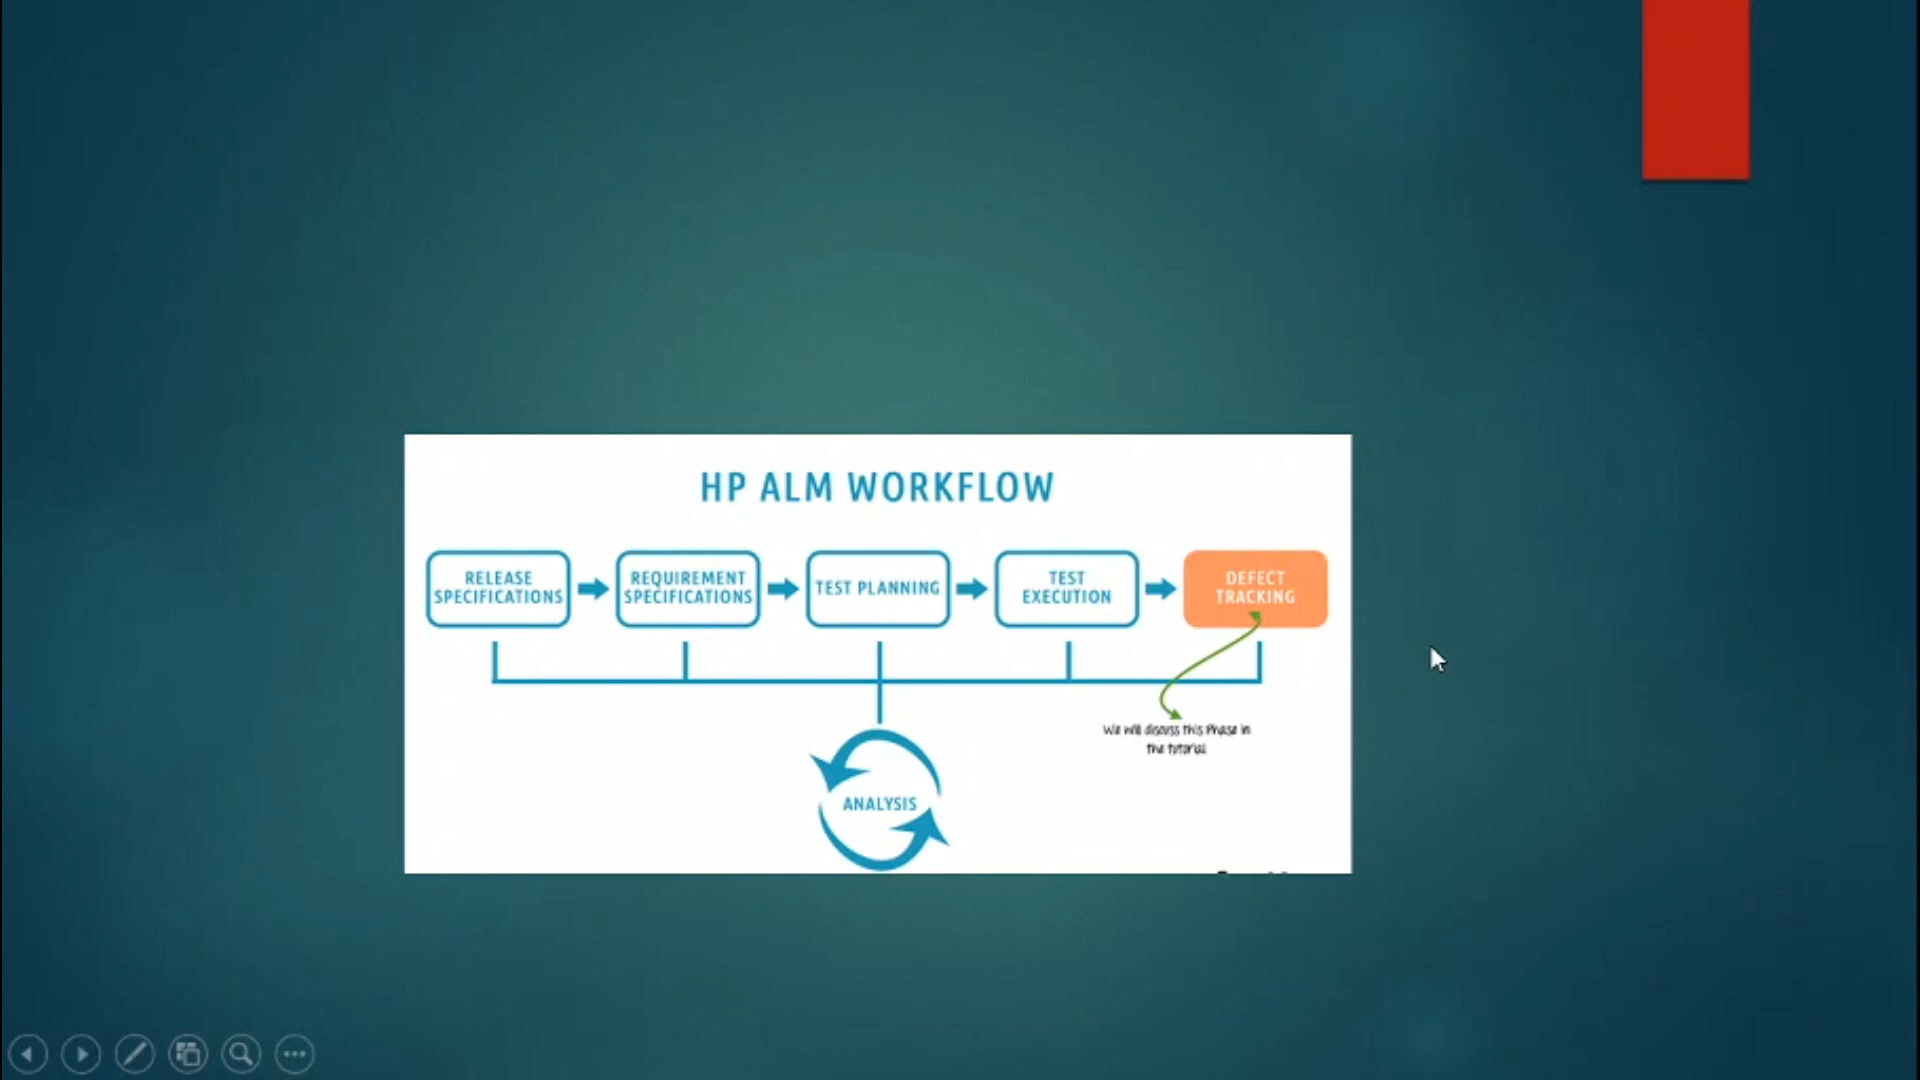 HP ALM WORKFLOW
RELEASE
SPECIFICATIONS
REQUIREMENT
SPECIFICATIONS
TEST PLANNING
TEST
EXECUTION
DEFECT
TRACKING
We will discuss this Phase in
the tutorial
ANALYSIS